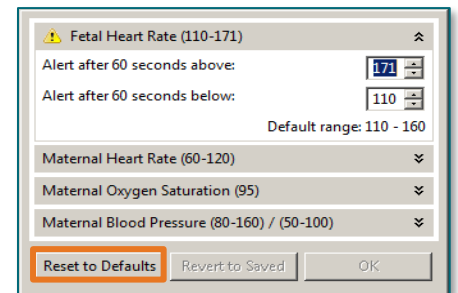 Fetal Heart Rate (110-171)
Alert after 60 seconds above: 171
Alert after 60 seconds below: 110
Default range: 110 - 160
Maternal Heart Rate (60-120)
Maternal Oxygen Saturation (95)
Maternal Blood Pressure (80-160) / (50-100)
Reset to Defaults Revert to Saved OK